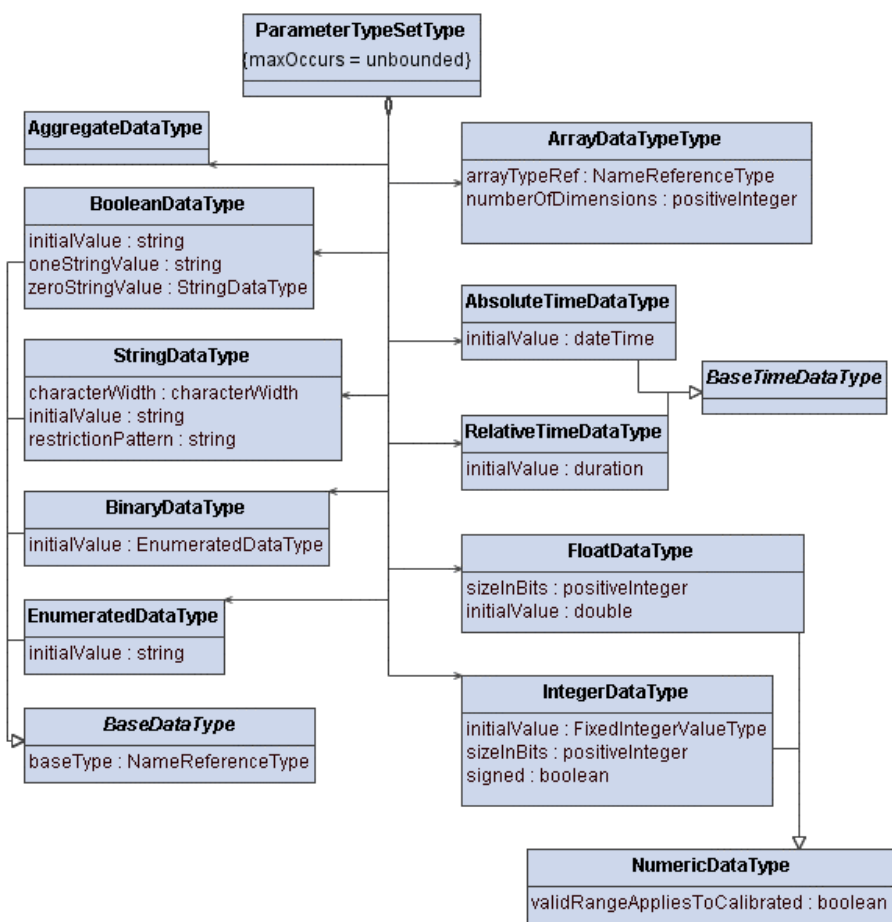 ParameterTypeSetType
{maxOccurs = unbounded}
AggregateDataType
ArrayDataTypeType
arrayTypeRef : NameReferenceType
numberOfDimensions : positiveInteger
BooleanDataType
initialValue : string
oneStringValue : string
zeroStringValue : StringDataType
AbsoluteTimeDataType
initialValue : dateTime
StringDataType
characterWidth : characterWidth
initialValue : string
restrictionPattern : string
BaseTimeDataType
RelativeTimeDataType
initialValue : duration
BinaryDataType
initialValue : EnumeratedDataType
FloatDataType
sizeInBits : positiveInteger
initialValue : double
EnumeratedDataType
initialValue : string
IntegerDataType
initialValue : FixedIntegerValueType
sizeInBits : positiveInteger
signed : boolean
BaseDataType
baseType : NameReferenceType
NumericDataType
validRangeAppliesToCalibrated : boolean